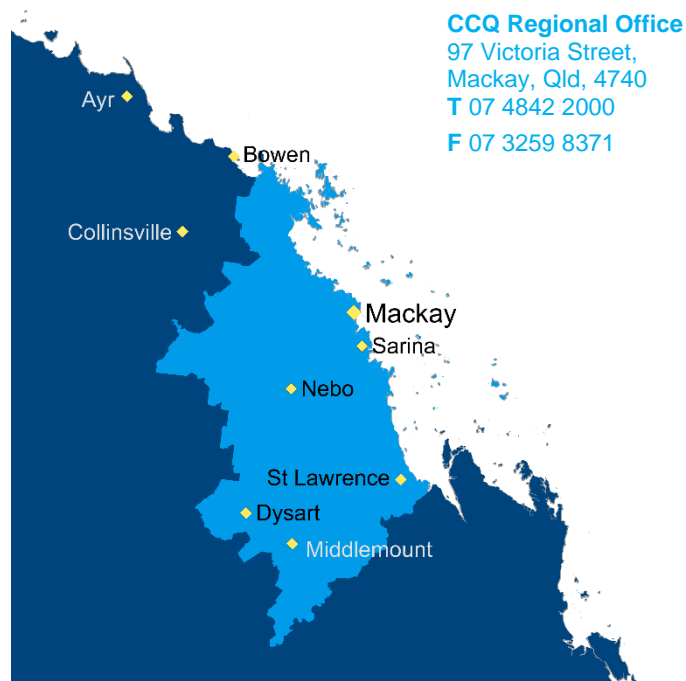 CCQ Regional Office
97 Victoria Street,
Mackay, Qld, 4740
T 07 4842 2000
F 07 3259 8371
Ayr
Bowen
Collinsville
Mackay
Sarina
Nebo
St Lawrence
Dysart
Middlemount